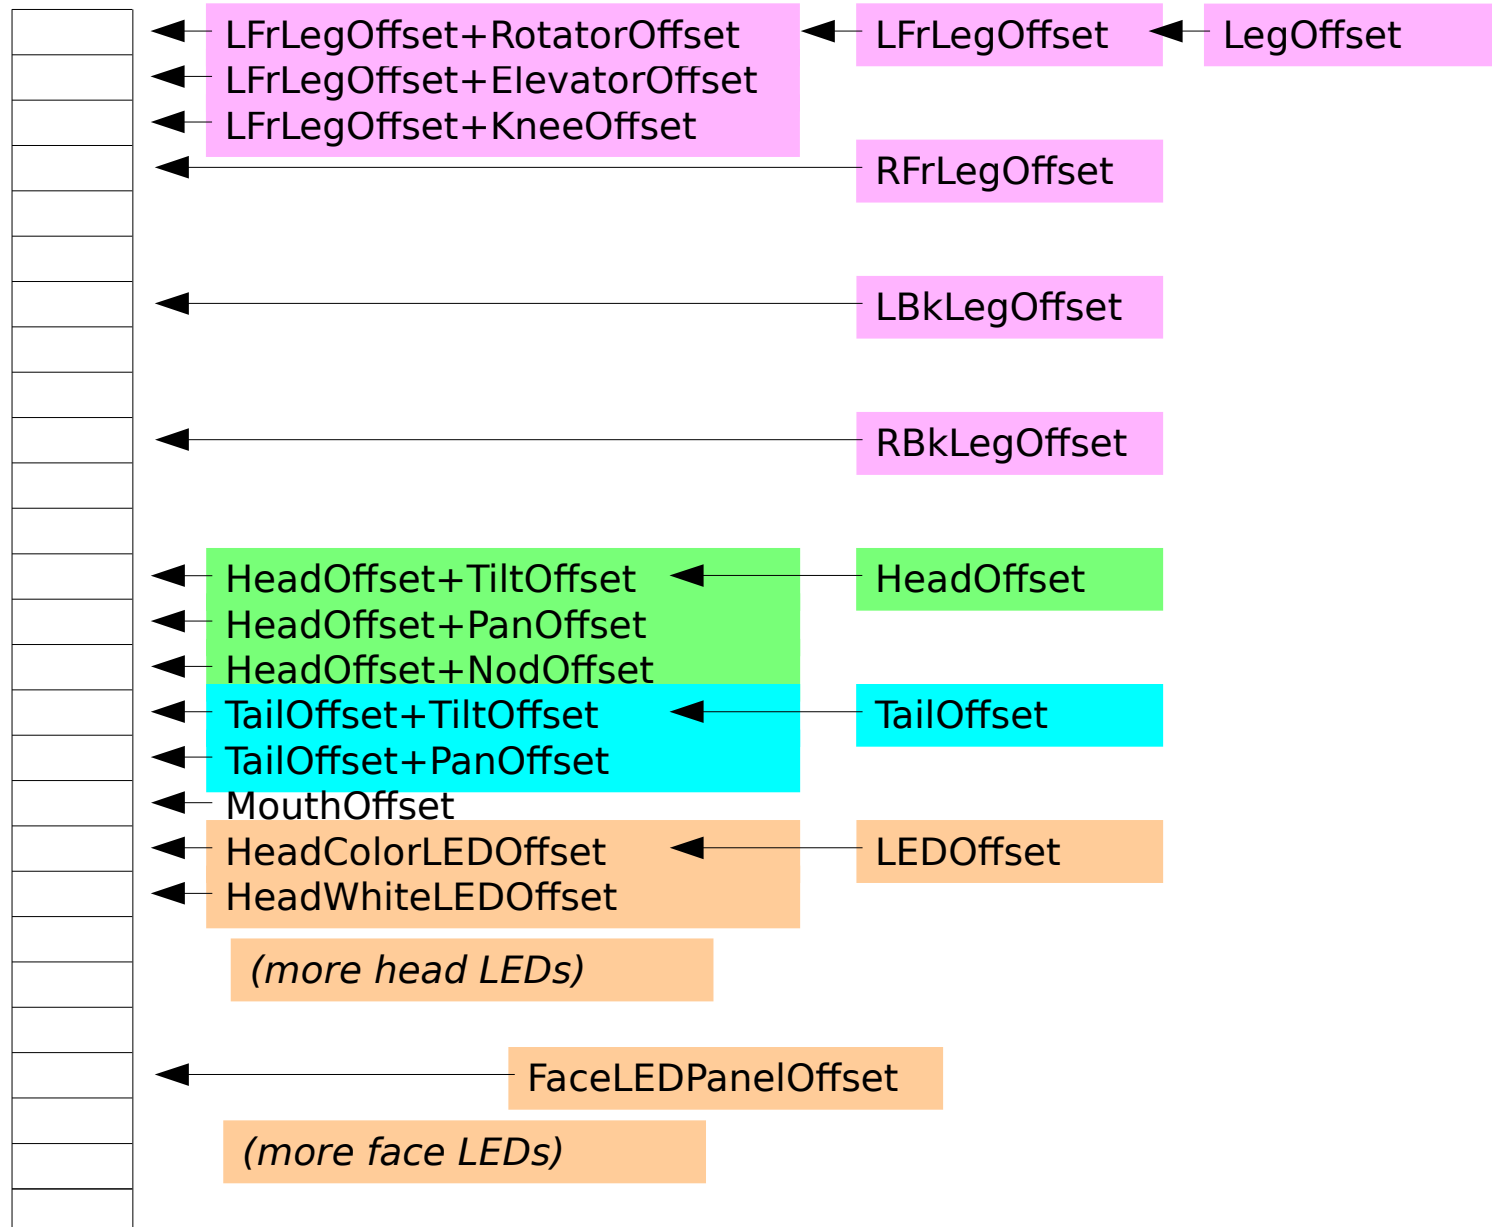 LFrLegOffset+RotatorOffset LFrLegOffset LegOffset
LFrLegOffset+ElevatorOffset
LFrLegOffset+KneeOffset
RFrLegOffset
LBkLegOffset
RBkLegOffset
HeadOffset+TiltOffset HeadOffset
HeadOffset+PanOffset
HeadOffset+NodOffset
TailOffset+TiltOffset TailOffset
TailOffset+PanOffset
MouthOffset
HeadColorLEDOffset LEDOffset
HeadWhiteLEDOffset
(more head LEDs)
FaceLEDPanelOffset
(more face LEDs)